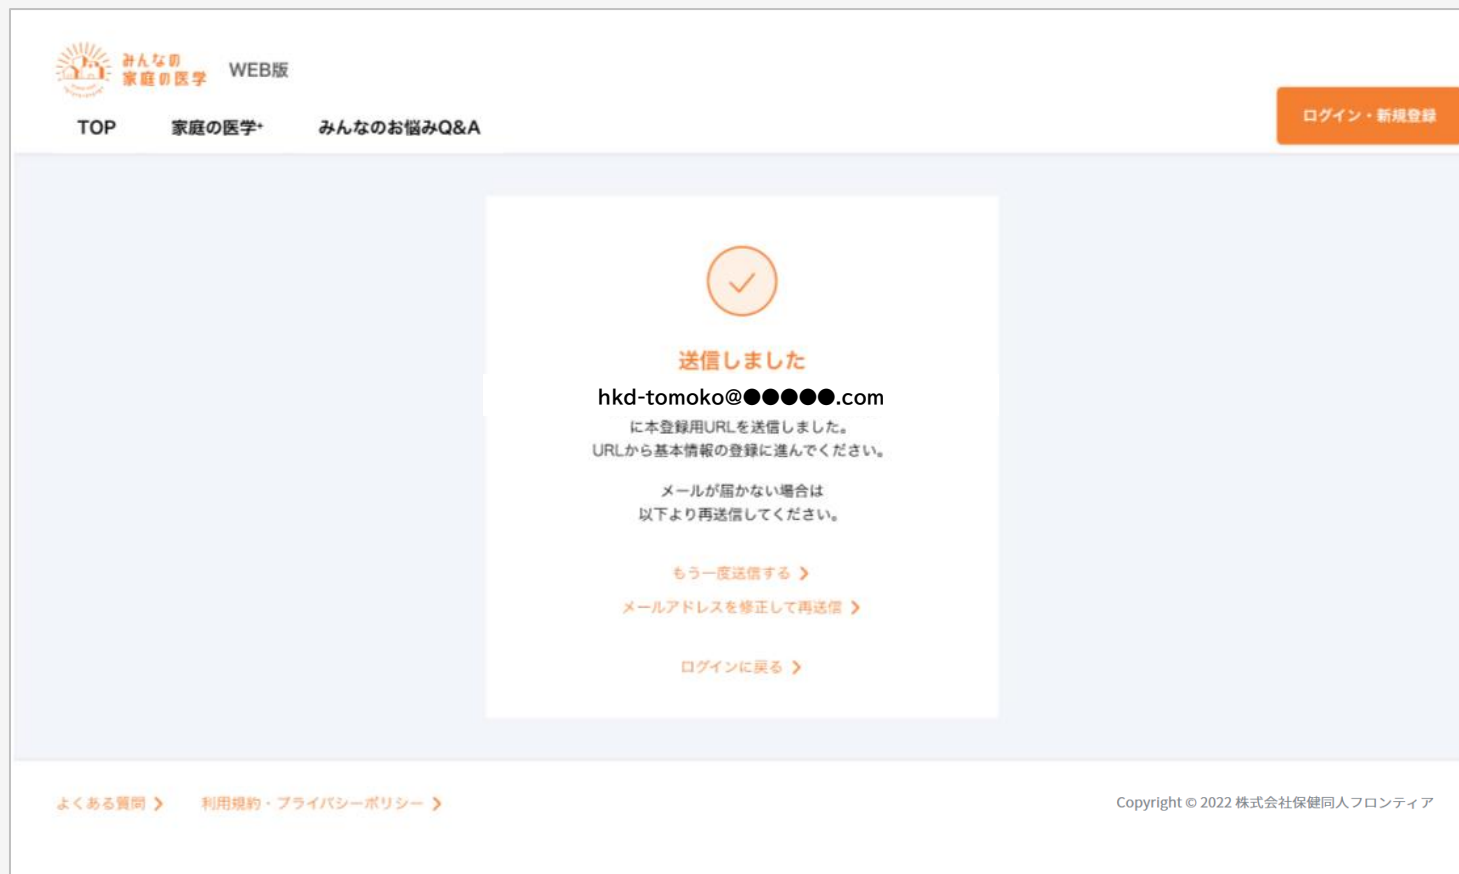 みんなの
家庭の医学
WEB版
TOP
家庭の医学+
みんなのお悩みQ&A
ログイン・新規登録
送信しました
hkd-tomoko@●●●●●.com
に本登録用URLを送信しました。
URLから基本情報の登録に進んでください。
メールが届かない場合は
以下より再送信してください。
もう一度送信する
メールアドレスを修正して再送信
ログインに戻る
よくある質問
利用規約・プライバシーポリシー
Copyright © 2022 株式会社保健同人フロンティア